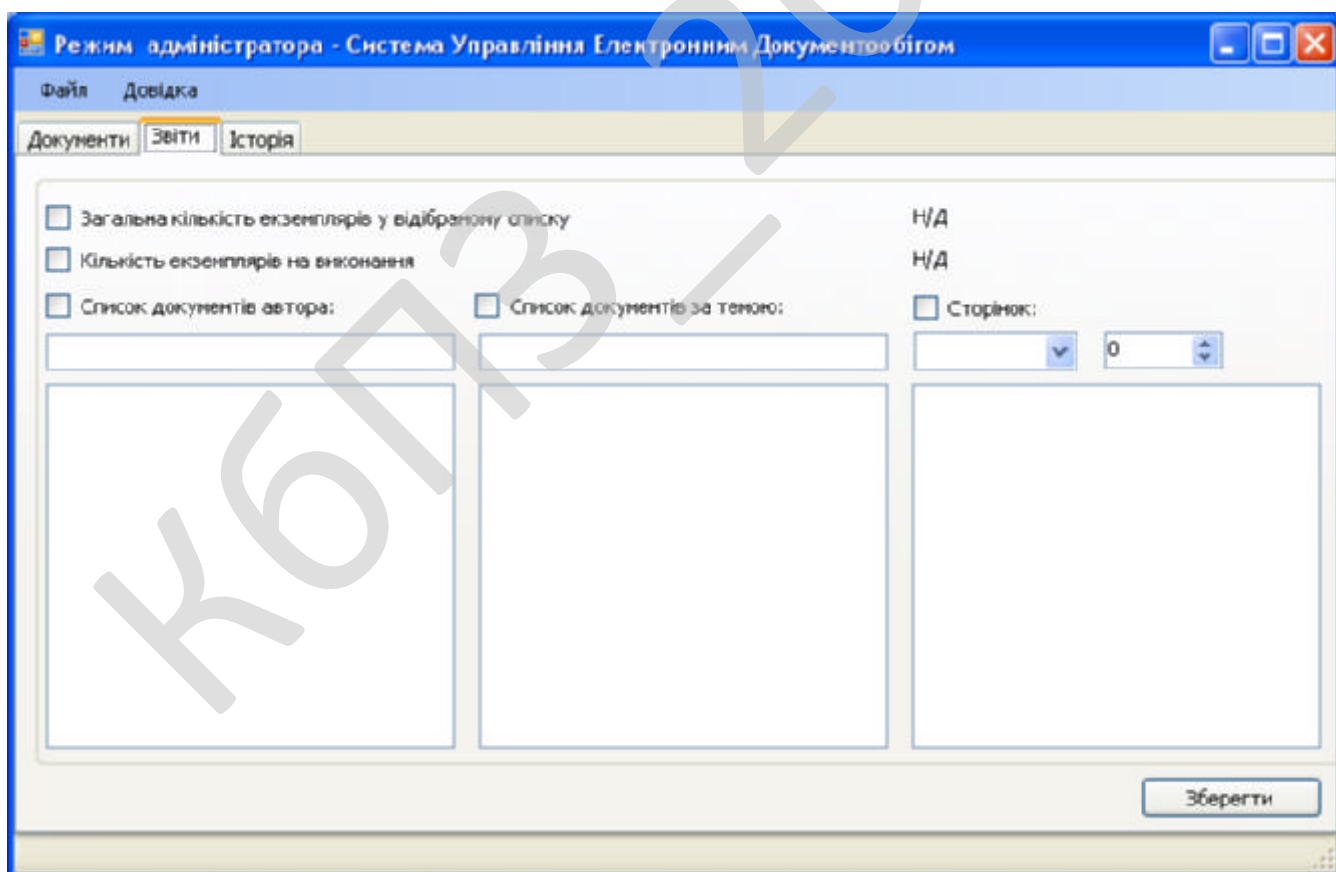 Режим адміністратора - Система Управління Електронним Документообігом
Файл Довідка
Документи Звіти Історія
Загальна кількість екземплярів у відібраному списку Н/Д
Кількість екземплярів на виконання Н/Д
Список документів автора: Список документів за темою: Сторінок:
0
Зберегти
КбПЗ_20